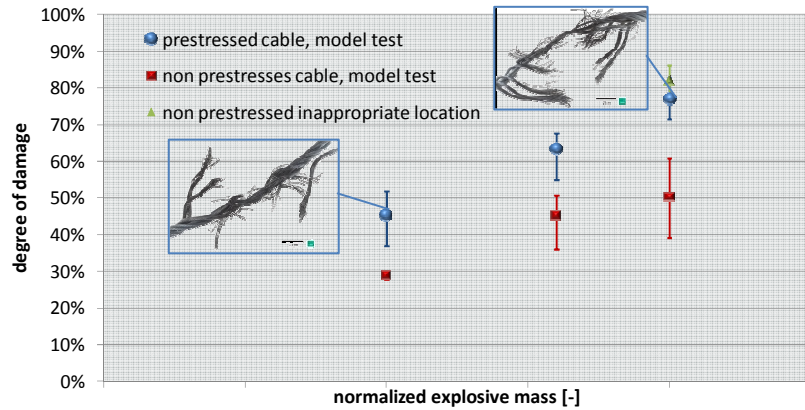 100%
90%
80%
70%
60%
50%
40%
30%
20%
10%
0%
degree of damage
prestressed cable, model test
non prestresses cable, model test
non prestressed inappropriate location
normalized explosive mass [-]